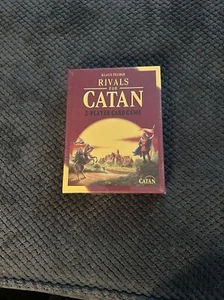 KLAUS TEUBER
RIVALS
FOR
CATAN
2-PLAYER CARD GAME
CATAN